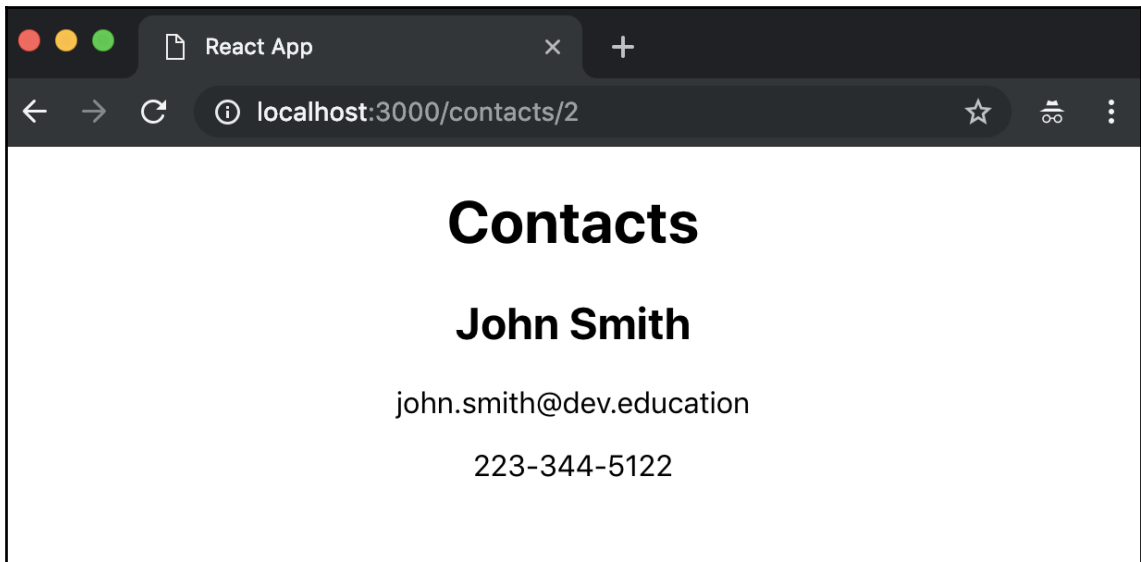 React App
localhost:3000/contacts/2
Contacts
John Smith
john.smith@dev.education
223-344-5122